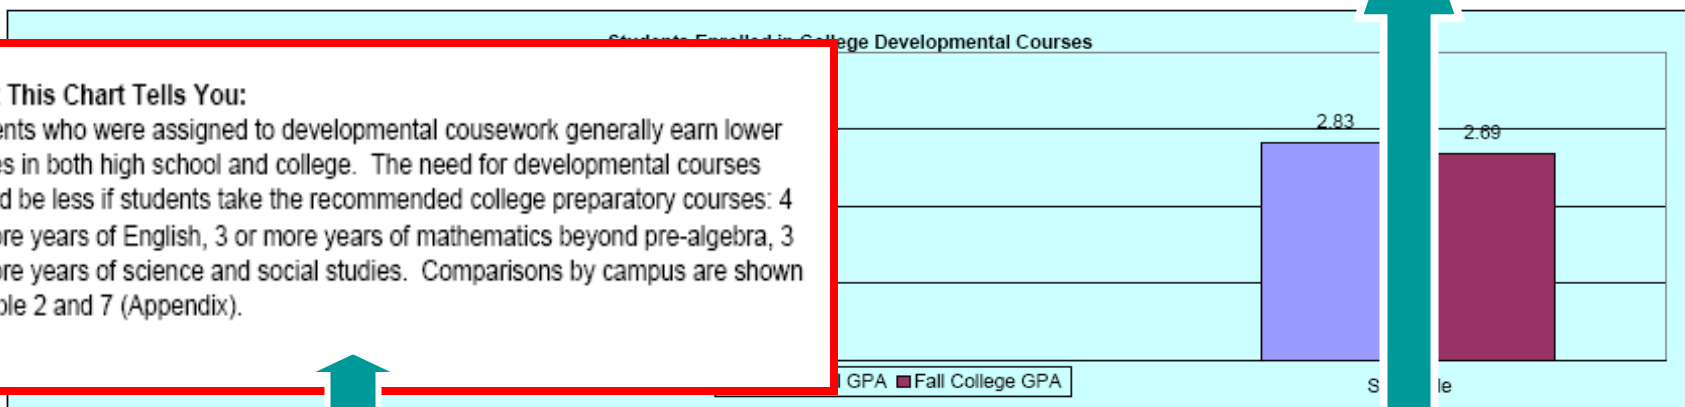 Students Enrolled in College Developmental Courses
This Chart Tells You:
ents who were assigned to developmental cousework generally earn lower
es in both high school and college. The need for developmental courses
d be less if students take the recommended college preparatory courses: 4
ore years of English, 3 or more years of mathematics beyond pre-algebra, 3
ore years of science and social studies. Comparisons by campus are shown
ble 2 and 7 (Appendix).
2.83
2.69
GPA Fall College GPA